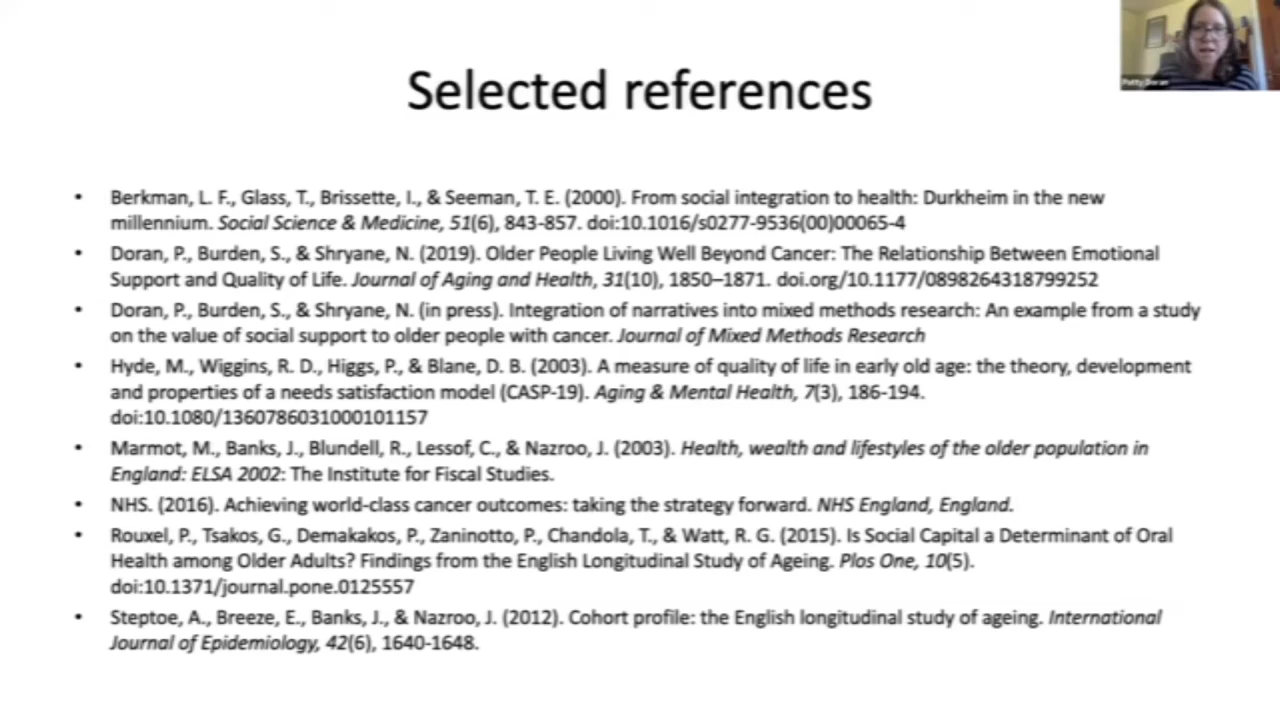 Patty Doran
Selected references
• Berkman, L. F., Glass, T., Brissette, I., & Seeman, T. E. (2000). From social integration to health: Durkheim in the new
millennium. Social Science & Medicine, 51(6), 843-857. doi:10.1016/s0277-9536(00)00065-4
• Doran, P., Burden, S., & Shryane, N. (2019). Older People Living Well Beyond Cancer: The Relationship Between Emotional
Support and Quality of Life. Journal of Aging and Health, 31(10), 1850–1871. doi.org/10.1177/0898264318799252
• Doran, P., Burden, S., & Shryane, N. (in press). Integration of narratives into mixed methods research: An example from a study
on the value of social support to older people with cancer. Journal of Mixed Methods Research
• Hyde, M., Wiggins, R. D., Higgs, P., & Blane, D. B. (2003). A measure of quality of life in early old age: the theory, development
and properties of a needs satisfaction model (CASP-19). Aging & Mental Health, 7(3), 186-194.
doi:10.1080/1360786031000101157
• Marmot, M., Banks, J., Blundell, R., Lessof, C., & Nazroo, J. (2003). Health, wealth and lifestyles of the older population in
England: ELSA 2002: The Institute for Fiscal Studies.
• NHS. (2016). Achieving world-class cancer outcomes: taking the strategy forward. NHS England, England.
• Rouxel, P., Tsakos, G., Demakakos, P., Zaninotto, P., Chandola, T., & Watt, R. G. (2015). Is Social Capital a Determinant of Oral
Health among Older Adults? Findings from the English Longitudinal Study of Ageing. Plos One, 10(5).
doi:10.1371/journal.pone.0125557
• Steptoe, A., Breeze, E., Banks, J., & Nazroo, J. (2012). Cohort profile: the English longitudinal study of ageing. International
Journal of Epidemiology, 42(6), 1640-1648.